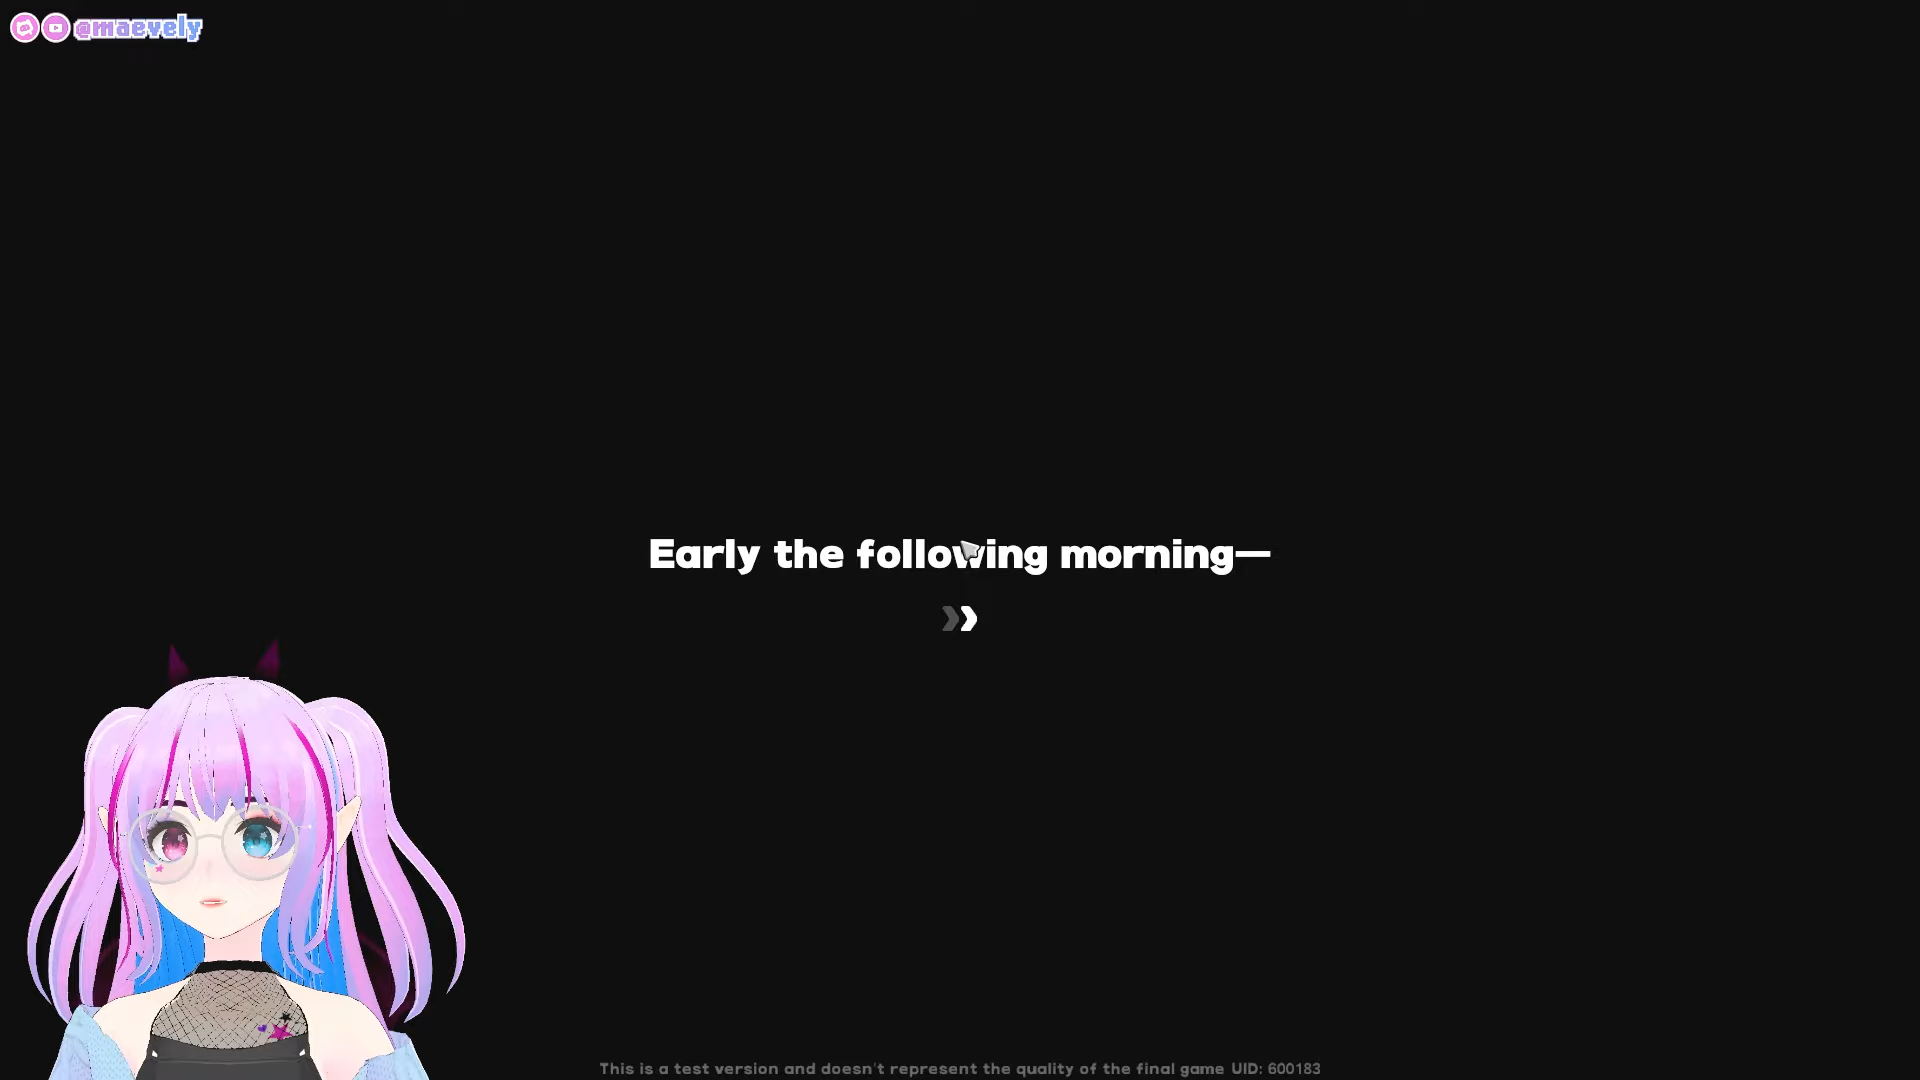 @maevely
Early the following morning—
This is a test version and doesn't represent the quality of the final game UID: 600183